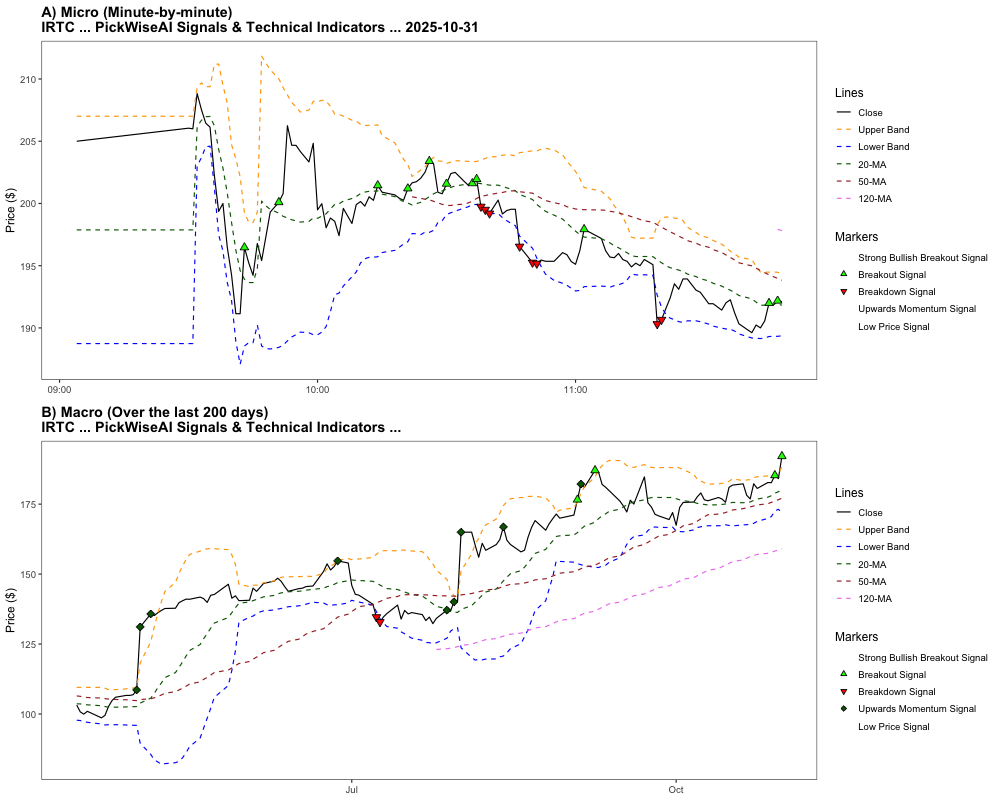 A) Micro (Minute-by-minute)
IRTC ... PickWiseAI Signals & Technical Indicators ... 2025-10-31
Price ($)
210
205
200
195
190
09:00
10:00
11:00
Lines
Close
Upper Band
Lower Band
20-MA
50-MA
120-MA
Markers
Strong Bullish Breakout Signal
Breakout Signal
Breakdown Signal
Upwards Momentum Signal
Low Price Signal
B) Macro (Over the last 200 days)
IRTC ... PickWiseAI Signals & Technical Indicators ...
Price ($)
175
150
125
100
Jul
Oct
Lines
Close
Upper Band
Lower Band
20-MA
50-MA
120-MA
Markers
Strong Bullish Breakout Signal
Breakout Signal
Breakdown Signal
Upwards Momentum Signal
Low Price Signal